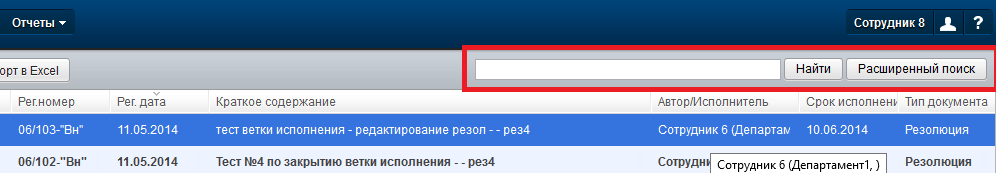 Отчеты Сотрудник 8 ?
орт в Excel Найти Расширенный поиск
Рег.номер Рег. дата Краткое содержание Автор/Исполнитель Срок исполнени Тип документа
06/103-"Вн" 11.05.2014 тест ветки исполнения - редактирование резол - - рез4 Сотрудник 6 (Департам 10.06.2014 Резолюция
06/102-"Вн" 11.05.2014 Тест №4 по закрытию ветки исполнения - - рез4 Сотрудни Резолюция
Сотрудник 6 (Департамент1, )